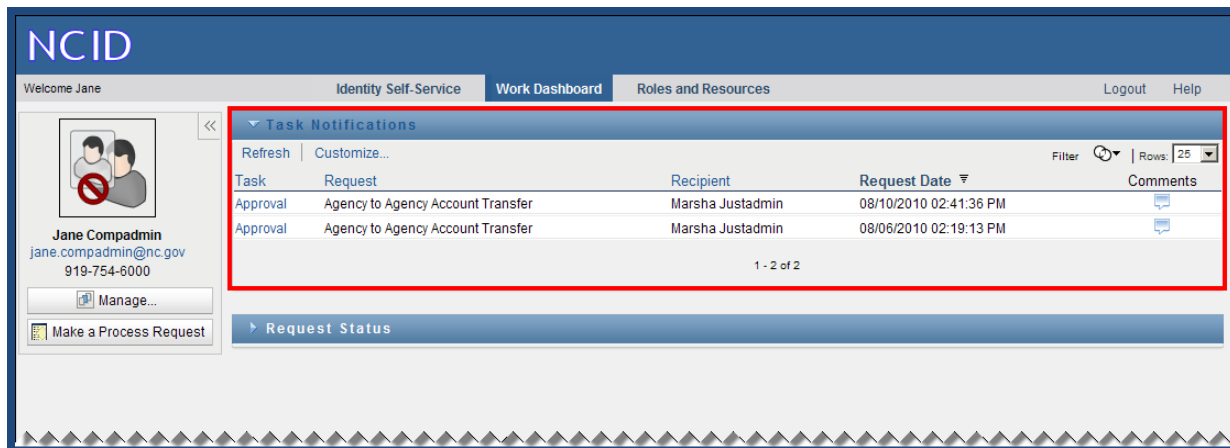 NCID
Welcome Jane
Identity Self-Service Work Dashboard Roles and Resources Logout Help
Jane Compadmin
jane.compadmin@nc.gov
919-754-6000
Manage...
Make a Process Request
Task Notifications
Refresh Customize... Filter Rows: 25
Task Request Recipient Request Date Comments
Approval Agency to Agency Account Transfer Marsha Justadmin 08/10/2010 02:41:36 PM
Approval Agency to Agency Account Transfer Marsha Justadmin 08/06/2010 02:19:13 PM
1 - 2 of 2
Request Status